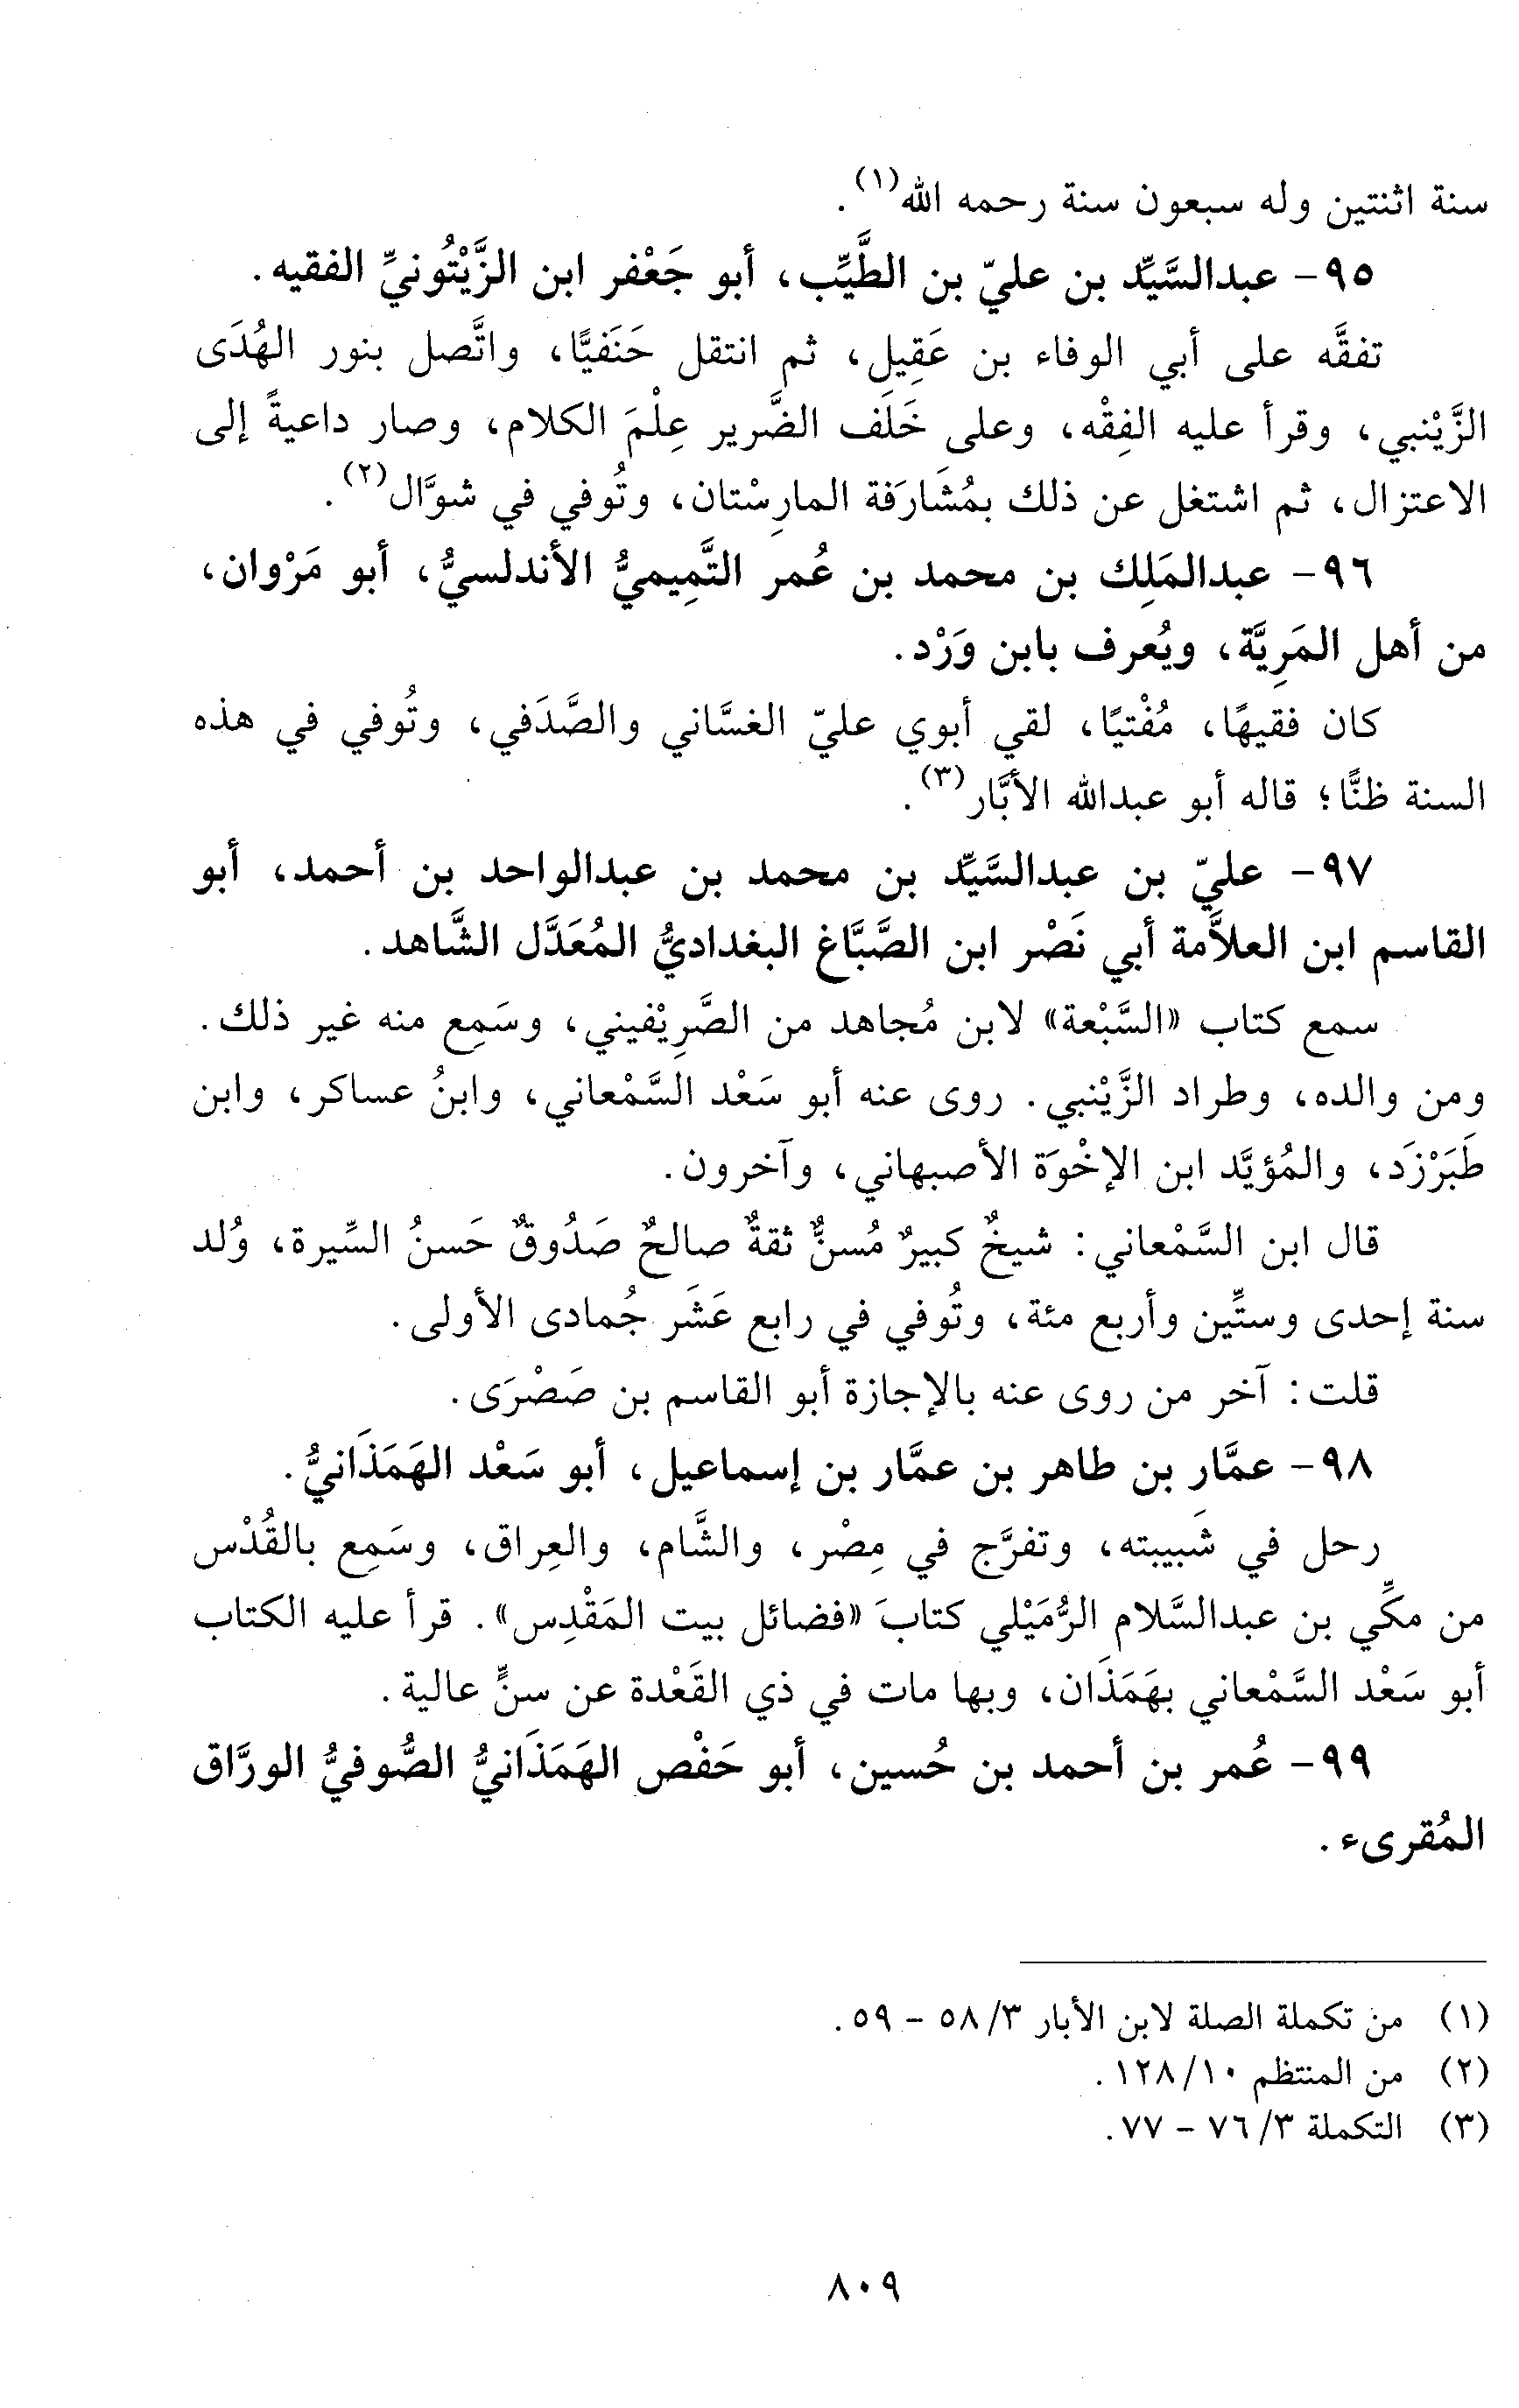 سنة اثنتين وله سبعون سنة رحمه الله(١).
٩٥- عبدالسَّيِّد بن عليّ بن الطَّيِّب، أبو جَعْفر ابن الزَّيْتُونيِّ الفقيه.
تفقَّه على أبي الوفاء بن عَقِيل، ثم انتقل حَنَفيًّا، واتَّصل بنور الهُدَى
الزَّيْنبي، وقرأ عليه الفِقْه، وعلى خَلَف الضَّرير عِلْمَ الكلام، وصار داعيةً إلى
الاعتزال، ثم اشتغل عن ذلك بمُشَارَفة المارِسْتان، وتُوفي في شوَّال(٢).
٩٦- عبدالمَلِك بن محمد بن عُمر التَّمِيميُّ الأندلسيُّ، أبو مَرْوان،
من أهل المَرِيَّة، ويُعرف بابن وَرْد.
كان فقيهًا، مُفْتيًا، لقي أبوي عليّ الغسَّاني والصَّدَفي، وتُوفي في هذه
السنة ظنًّا؛ قاله أبو عبدالله الأبَّار(٣).
٩٧- عليّ بن عبدالسَّيِّد بن محمد بن عبدالواحد بن أحمد، أبو
القاسم ابن العلاَّمة أبي نَصْر ابن الصَّبَّاغ البغداديُّ المُعَدَّل الشَّاهد.
سمع كتاب «السَّبْعة» لابن مُجاهد من الصَّرِيْفيني، وسَمِع منه غير ذلك.
ومن والده، وطراد الزَّيْنبي. روى عنه أبو سَعْد السَّمْعاني، وابنُ عساكر، وابن
طَبَرْزَد، والمُؤيَّد ابن الإخْوَة الأصبهاني، وآخرون.
قال ابن السَّمْعاني: شيخٌ كبيرٌ مُسنٌّ ثقةٌ صالحٌ صَدُوقٌ حَسنُ السِّيرة، وُلد
سنة إحدى وستِّين وأربع مئة، وتُوفي في رابع عَشَر جُمادى الأولى.
قلت: آخر من روى عنه بالإجازة أبو القاسم بن صَصْرَى.
٩٨- عمَّار بن طاهر بن عمَّار بن إسماعيل، أبو سَعْد الهَمَذَانيُّ.
رحل في شَبيبته، وتفرَّج في مِصْر، والشَّام، والعِراق، وسَمِع بالقُدْس
من مكِّي بن عبدالسَّلام الرُّمَيْلي كتابَ «فضائل بيت المَقْدِس». قرأ عليه الكتاب
أبو سَعْد السَّمْعاني بهَمَذَان، وبها مات في ذي القَعْدة عن سنٍّ عالية.
٩٩- عُمر بن أحمد بن حُسين، أبو حَفْص الهَمَذَانيُّ الصُّوفيُّ الورَّاق
المُقرىء.
(١) من تكملة الصلة لابن الأبار ٣/ ٥٨ - ٥٩.
(٢) من المنتظم ١٠/ ١٢٨.
(٣) التكملة ٣/ ٧٦ - ٧٧.
٨٠٩